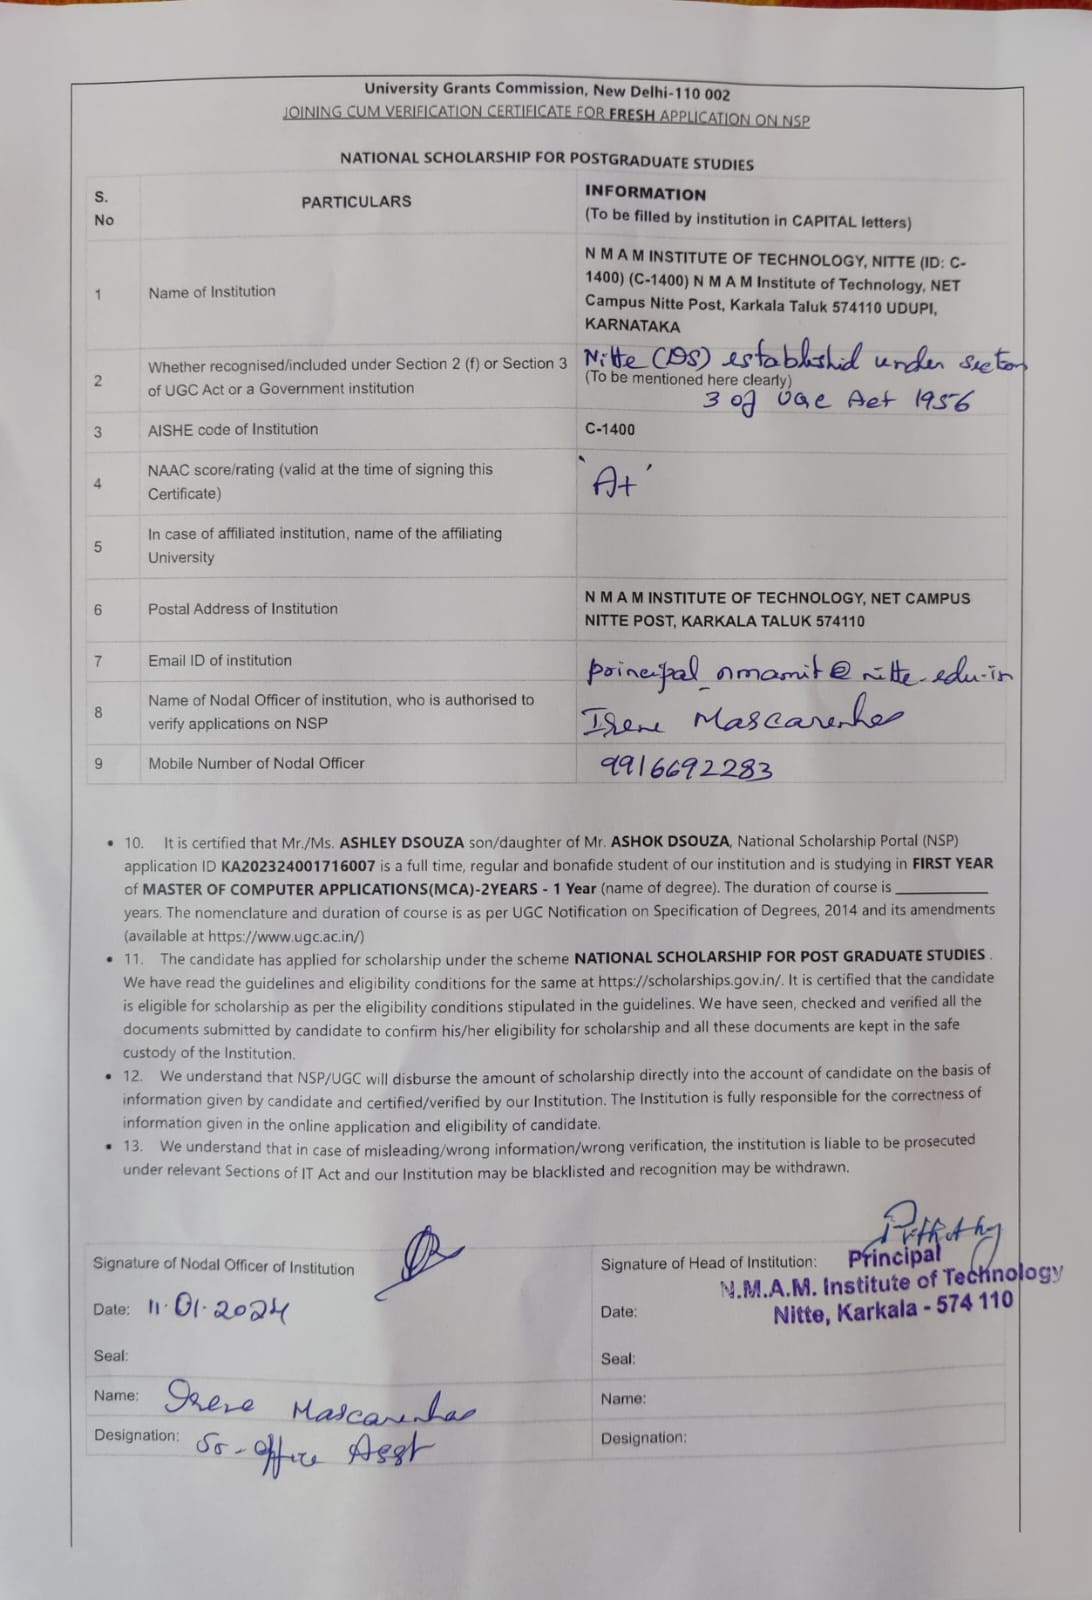 University Grants Commission, New Delhi-110 002
JOINING CUM VERIFICATION CERTIFICATE FOR FRESH APPLICATION ON NSP
NATIONAL SCHOLARSHIP FOR POSTGRADUATE STUDIES
S.
No
PARTICULARS
INFORMATION
(To be filled by institution in CAPITAL letters)
1
Name of Institution
N M A M INSTITUTE OF TECHNOLOGY, NITTE (ID: C-
1400) (C-1400) N M A M Institute of Technology, NET
Campus Nitte Post, Karkala Taluk 574110 UDUPI,
KARNATAKA
2
Whether recognised/included under Section 2 (f) or Section 3
of UGC Act or a Government institution
Nitte (DS) established under section
(To be mentioned here clearly)
3 of UGC Act 1956
3
AISHE code of Institution
C-1400
4
NAAC score/rating (valid at the time of signing this
Certificate)
'A+'
5
In case of affiliated institution, name of the affiliating
University
6
Postal Address of Institution
N M A M INSTITUTE OF TECHNOLOGY, NET CAMPUS
NITTE POST, KARKALA TALUK 574110
7
Email ID of institution
principal_nmamit@nitte.edu.in
8
Name of Nodal Officer of institution, who is authorised to
verify applications on NSP
Irene Mascarenhas
9
Mobile Number of Nodal Officer
9916692283
• 10. It is certified that Mr./Ms. ASHLEY DSOUZA son/daughter of Mr. ASHOK DSOUZA, National Scholarship Portal (NSP)
application ID KA202324001716007 is a full time, regular and bonafide student of our institution and is studying in FIRST YEAR
of MASTER OF COMPUTER APPLICATIONS(MCA)-2YEARS - 1 Year (name of degree). The duration of course is ____________
years. The nomenclature and duration of course is as per UGC Notification on Specification of Degrees, 2014 and its amendments
(available at https://www.ugc.ac.in/)
• 11. The candidate has applied for scholarship under the scheme NATIONAL SCHOLARSHIP FOR POST GRADUATE STUDIES .
We have read the guidelines and eligibility conditions for the same at https://scholarships.gov.in/. It is certified that the candidate
is eligible for scholarship as per the eligibility conditions stipulated in the guidelines. We have seen, checked and verified all the
documents submitted by candidate to confirm his/her eligibility for scholarship and all these documents are kept in the safe
custody of the Institution.
• 12. We understand that NSP/UGC will disburse the amount of scholarship directly into the account of candidate on the basis of
information given by candidate and certified/verified by our Institution. The Institution is fully responsible for the correctness of
information given in the online application and eligibility of candidate.
• 13. We understand that in case of misleading/wrong information/wrong verification, the institution is liable to be prosecuted
under relevant Sections of IT Act and our Institution may be blacklisted and recognition may be withdrawn.
Signature of Nodal Officer of Institution
Date: 11.01.2024
Seal:
Name: Irene Mascarenhas
Designation: Sr-Office Asst
Signature of Head of Institution:
Principal
N.M.A.M. Institute of Technology
Nitte, Karkala - 574 110
Date:
Seal:
Name:
Designation: